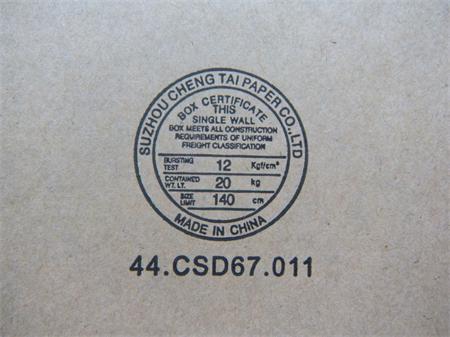 SUZHOU CHENG TAI PAPER CO.,LTD
BOX CERTIFICATE
THIS
SINGLE WALL
BOX MEETS ALL CONSTRUCTION
REQUIREMENTS OF UNIFORM
FREIGHT CLASSIFICATION
BURSTING TEST 12 Kgf/cm²
CONTAINED WT. LT. 20 kg
SIZE LIMIT 140 cm
MADE IN CHINA
44.CSD67.011